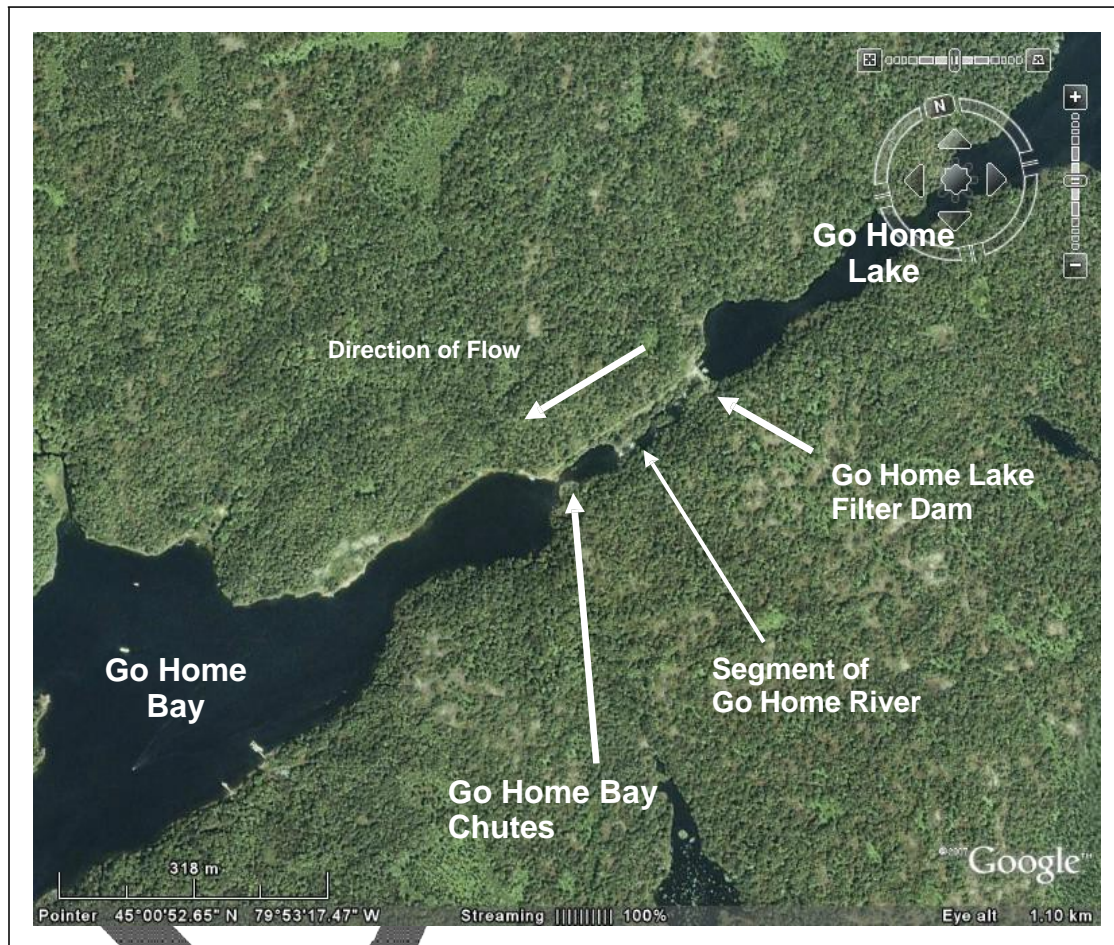 N
Go Home
Lake
Direction of Flow
Go Home Lake
Filter Dam
Segment of
Go Home River
Go Home
Bay
Go Home Bay
Chutes
318 m
©2007 Google™
Pointer 45°00'52.65" N 79°53'17.47" W Streaming ||||||||| 100% Eye alt 1.10 km